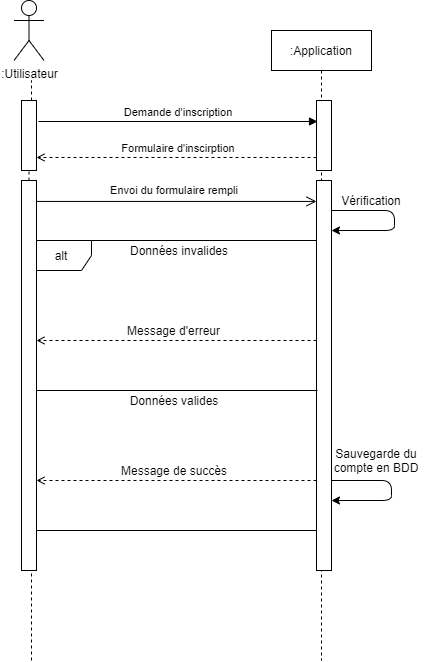 :Utilisateur
:Application
Demande d'inscription
Formulaire d'inscirption
Envoi du formulaire rempli
Vérification
alt
Données invalides
Message d'erreur
Données valides
Sauvegarde du
compte en BDD
Message de succès